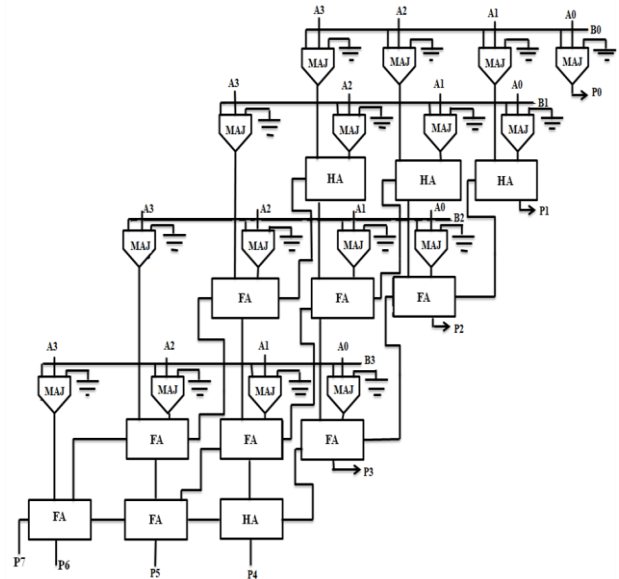 A3 A2 A1 A0
B0
MAJ MAJ MAJ MAJ
P0
A3 A2 A1 A0
B1
MAJ MAJ MAJ MAJ
HA HA HA
P1
A3 A2 A1 A0
B2
MAJ MAJ MAJ MAJ
FA FA FA
P2
A3 A2 A1 A0
B3
MAJ MAJ MAJ MAJ
FA FA FA
P3
FA FA HA
P7 P6 P5 P4